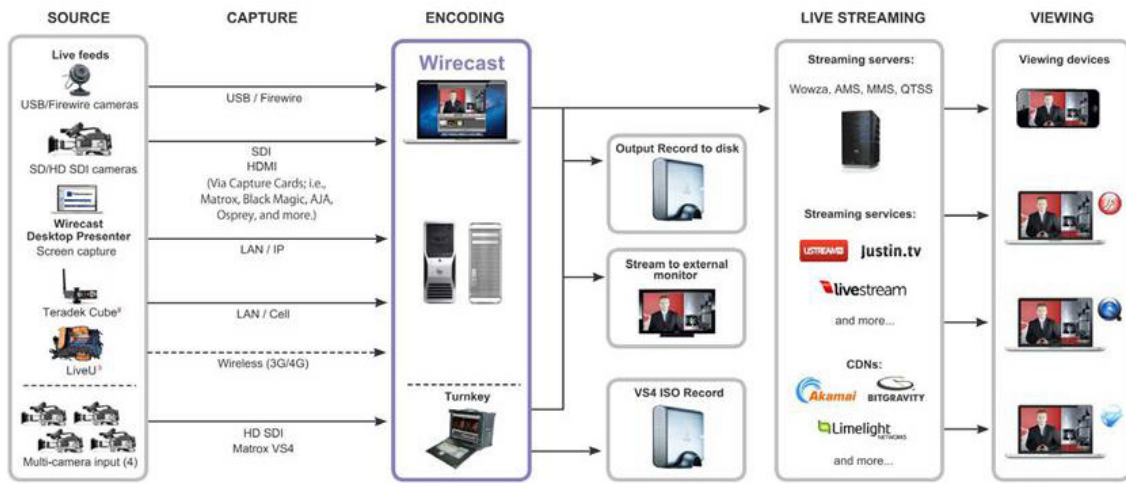 SOURCE
CAPTURE
ENCODING
LIVE STREAMING
VIEWING
Live feeds
USB/Firewire cameras
SD/HD SDI cameras
Wirecast
Desktop Presenter
Screen capture
Teradek Cube²
LiveU³
Multi-camera input (4)
USB / Firewire
SDI
HDMI
(Via Capture Cards; i.e.,
Matrox, Black Magic, AJA,
Osprey, and more.)
LAN / IP
LAN / Cell
Wireless (3G/4G)
HD SDI
Matrox VS4
Wirecast
Turnkey
Output Record to disk
Stream to external
monitor
VS4 ISO Record
Streaming servers:
Wowza, AMS, MMS, QTSS
Streaming services:
USTREAM
Justin.tv
livestream
and more...
CDNs:
Akamai
BITGRAVITY
Limelight
NETWORKS
and more...
Viewing devices